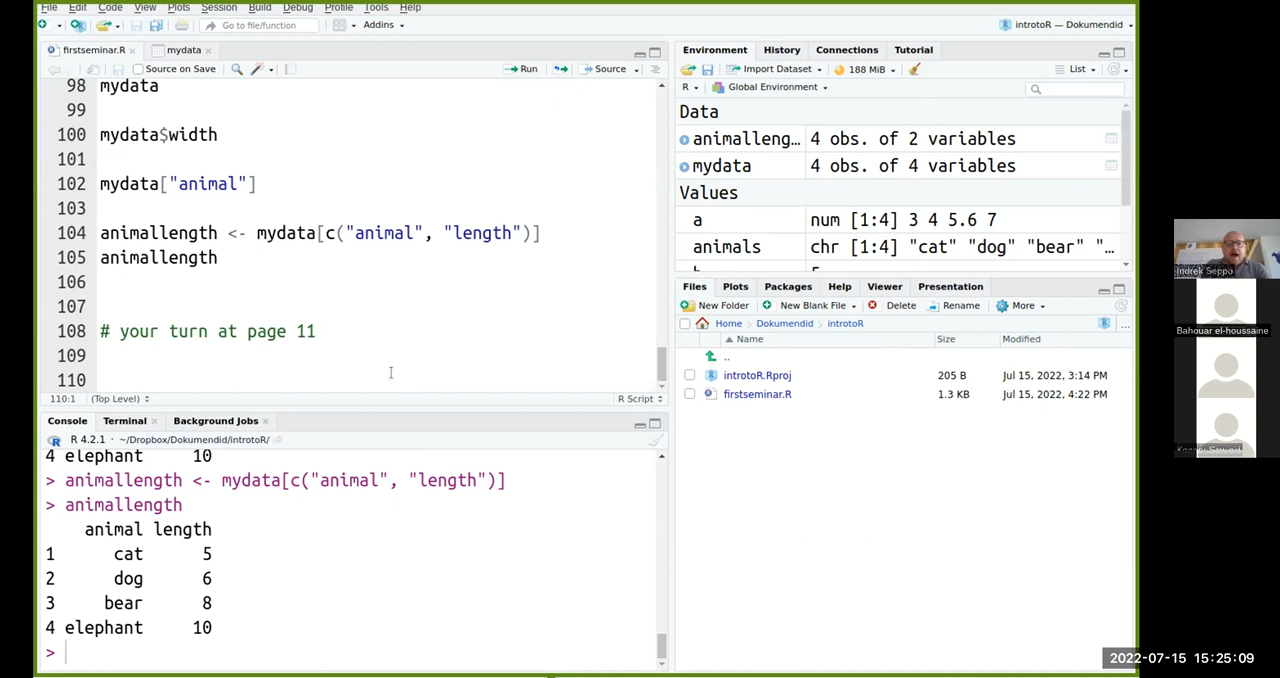 File Edit Code View Plots Session Build Debug Profile Tools Help
Go to file/function Addins introtoR — Dokumendid
firstseminar.R mydata
Source on Save Run Source
98 mydata
99
100 mydata$width
101
102 mydata["animal"]
103
104 animallength <- mydata[c("animal", "length")]
105 animallength
106
107
108 # your turn at page 11
109
110
110:1 (Top Level) R Script
Console Terminal Background Jobs
R 4.2.1 · ~/Dropbox/Dokumendid/introtoR/
4 elephant 10
> animallength <- mydata[c("animal", "length")]
> animallength
animal length
1 cat 5
2 dog 6
3 bear 8
4 elephant 10
>
Environment History Connections Tutorial
Import Dataset 188 MiB List
R Global Environment
Data
animalleng… 4 obs. of 2 variables
mydata 4 obs. of 4 variables
Values
a num [1:4] 3 4 5.6 7
animals chr [1:4] "cat" "dog" "bear" "…
Files Plots Packages Help Viewer Presentation
New Folder New Blank File Delete Rename More
Home Dokumendid introtoR
Name Size Modified
..
introtoR.Rproj 205 B Jul 15, 2022, 3:14 PM
firstseminar.R 1.3 KB Jul 15, 2022, 4:22 PM
Indrek Seppo
Bahouar el-houssaine
2022-07-15 15:25:09